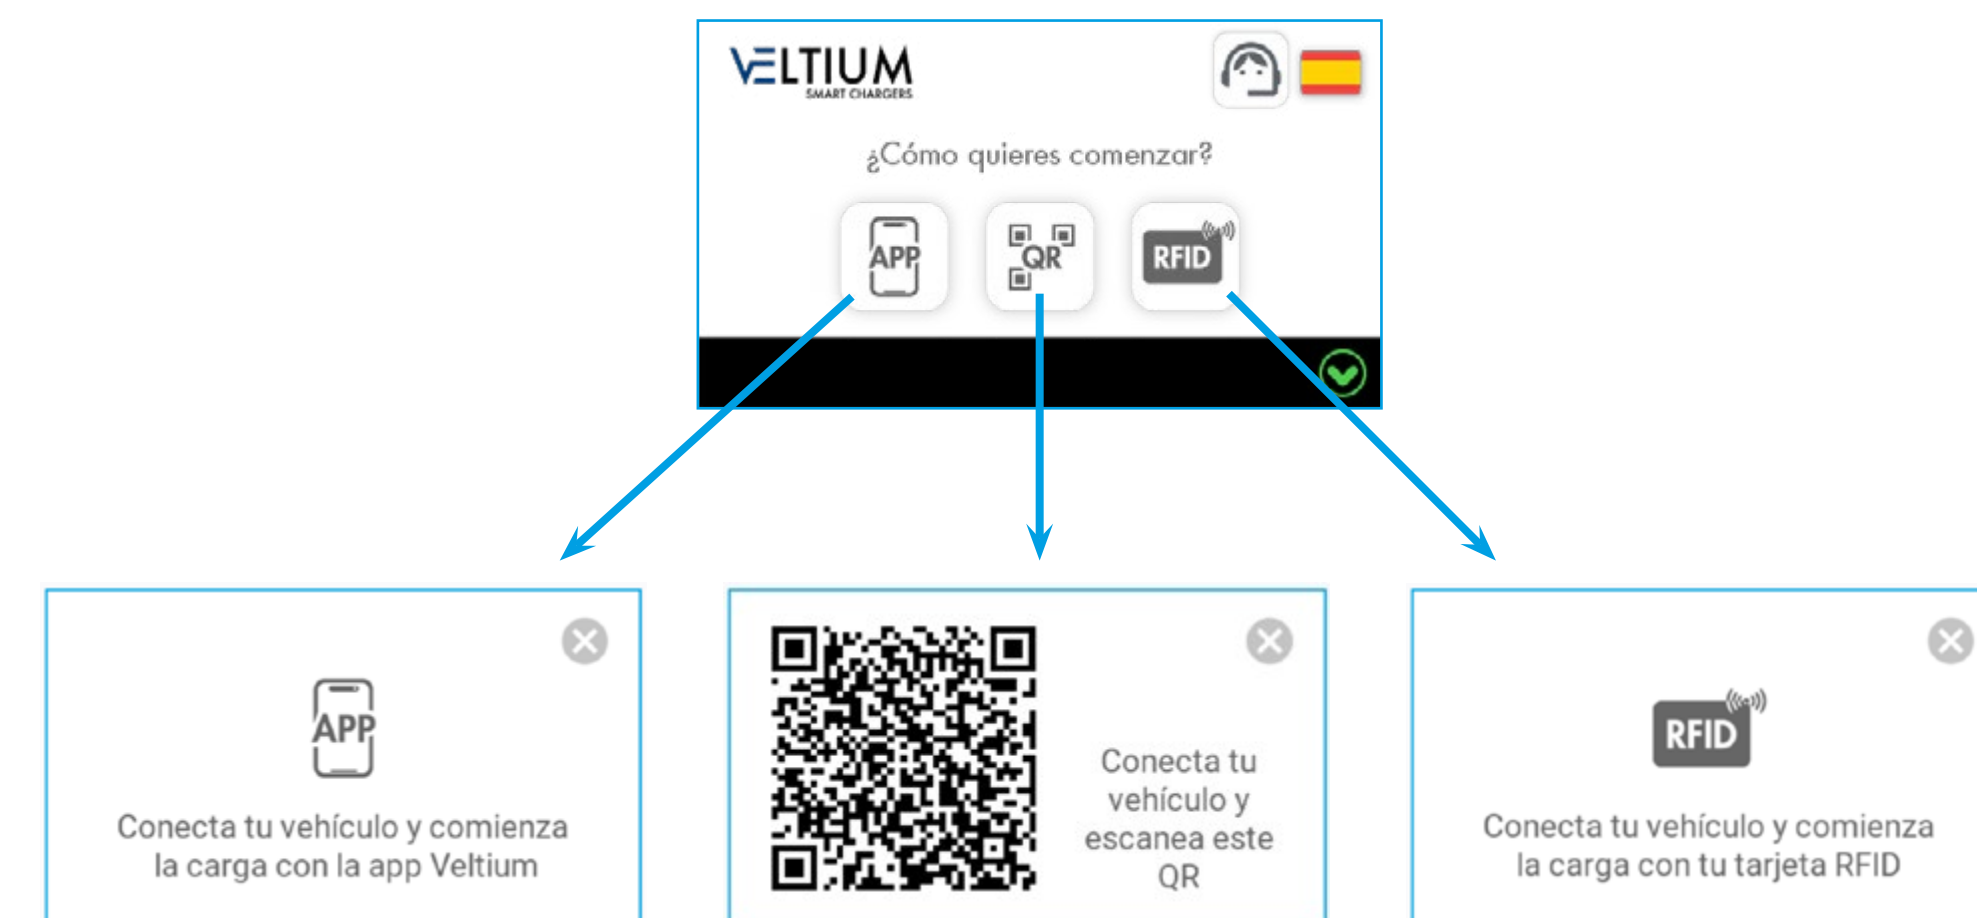 VELTIUM
SMART CHARGERS
¿Cómo quieres comenzar?
APP
QR
RFID
APP
Conecta tu vehículo y comienza
la carga con la app Veltium
Conecta tu
vehículo y
escanea este
QR
RFID
Conecta tu vehículo y comienza
la carga con tu tarjeta RFID